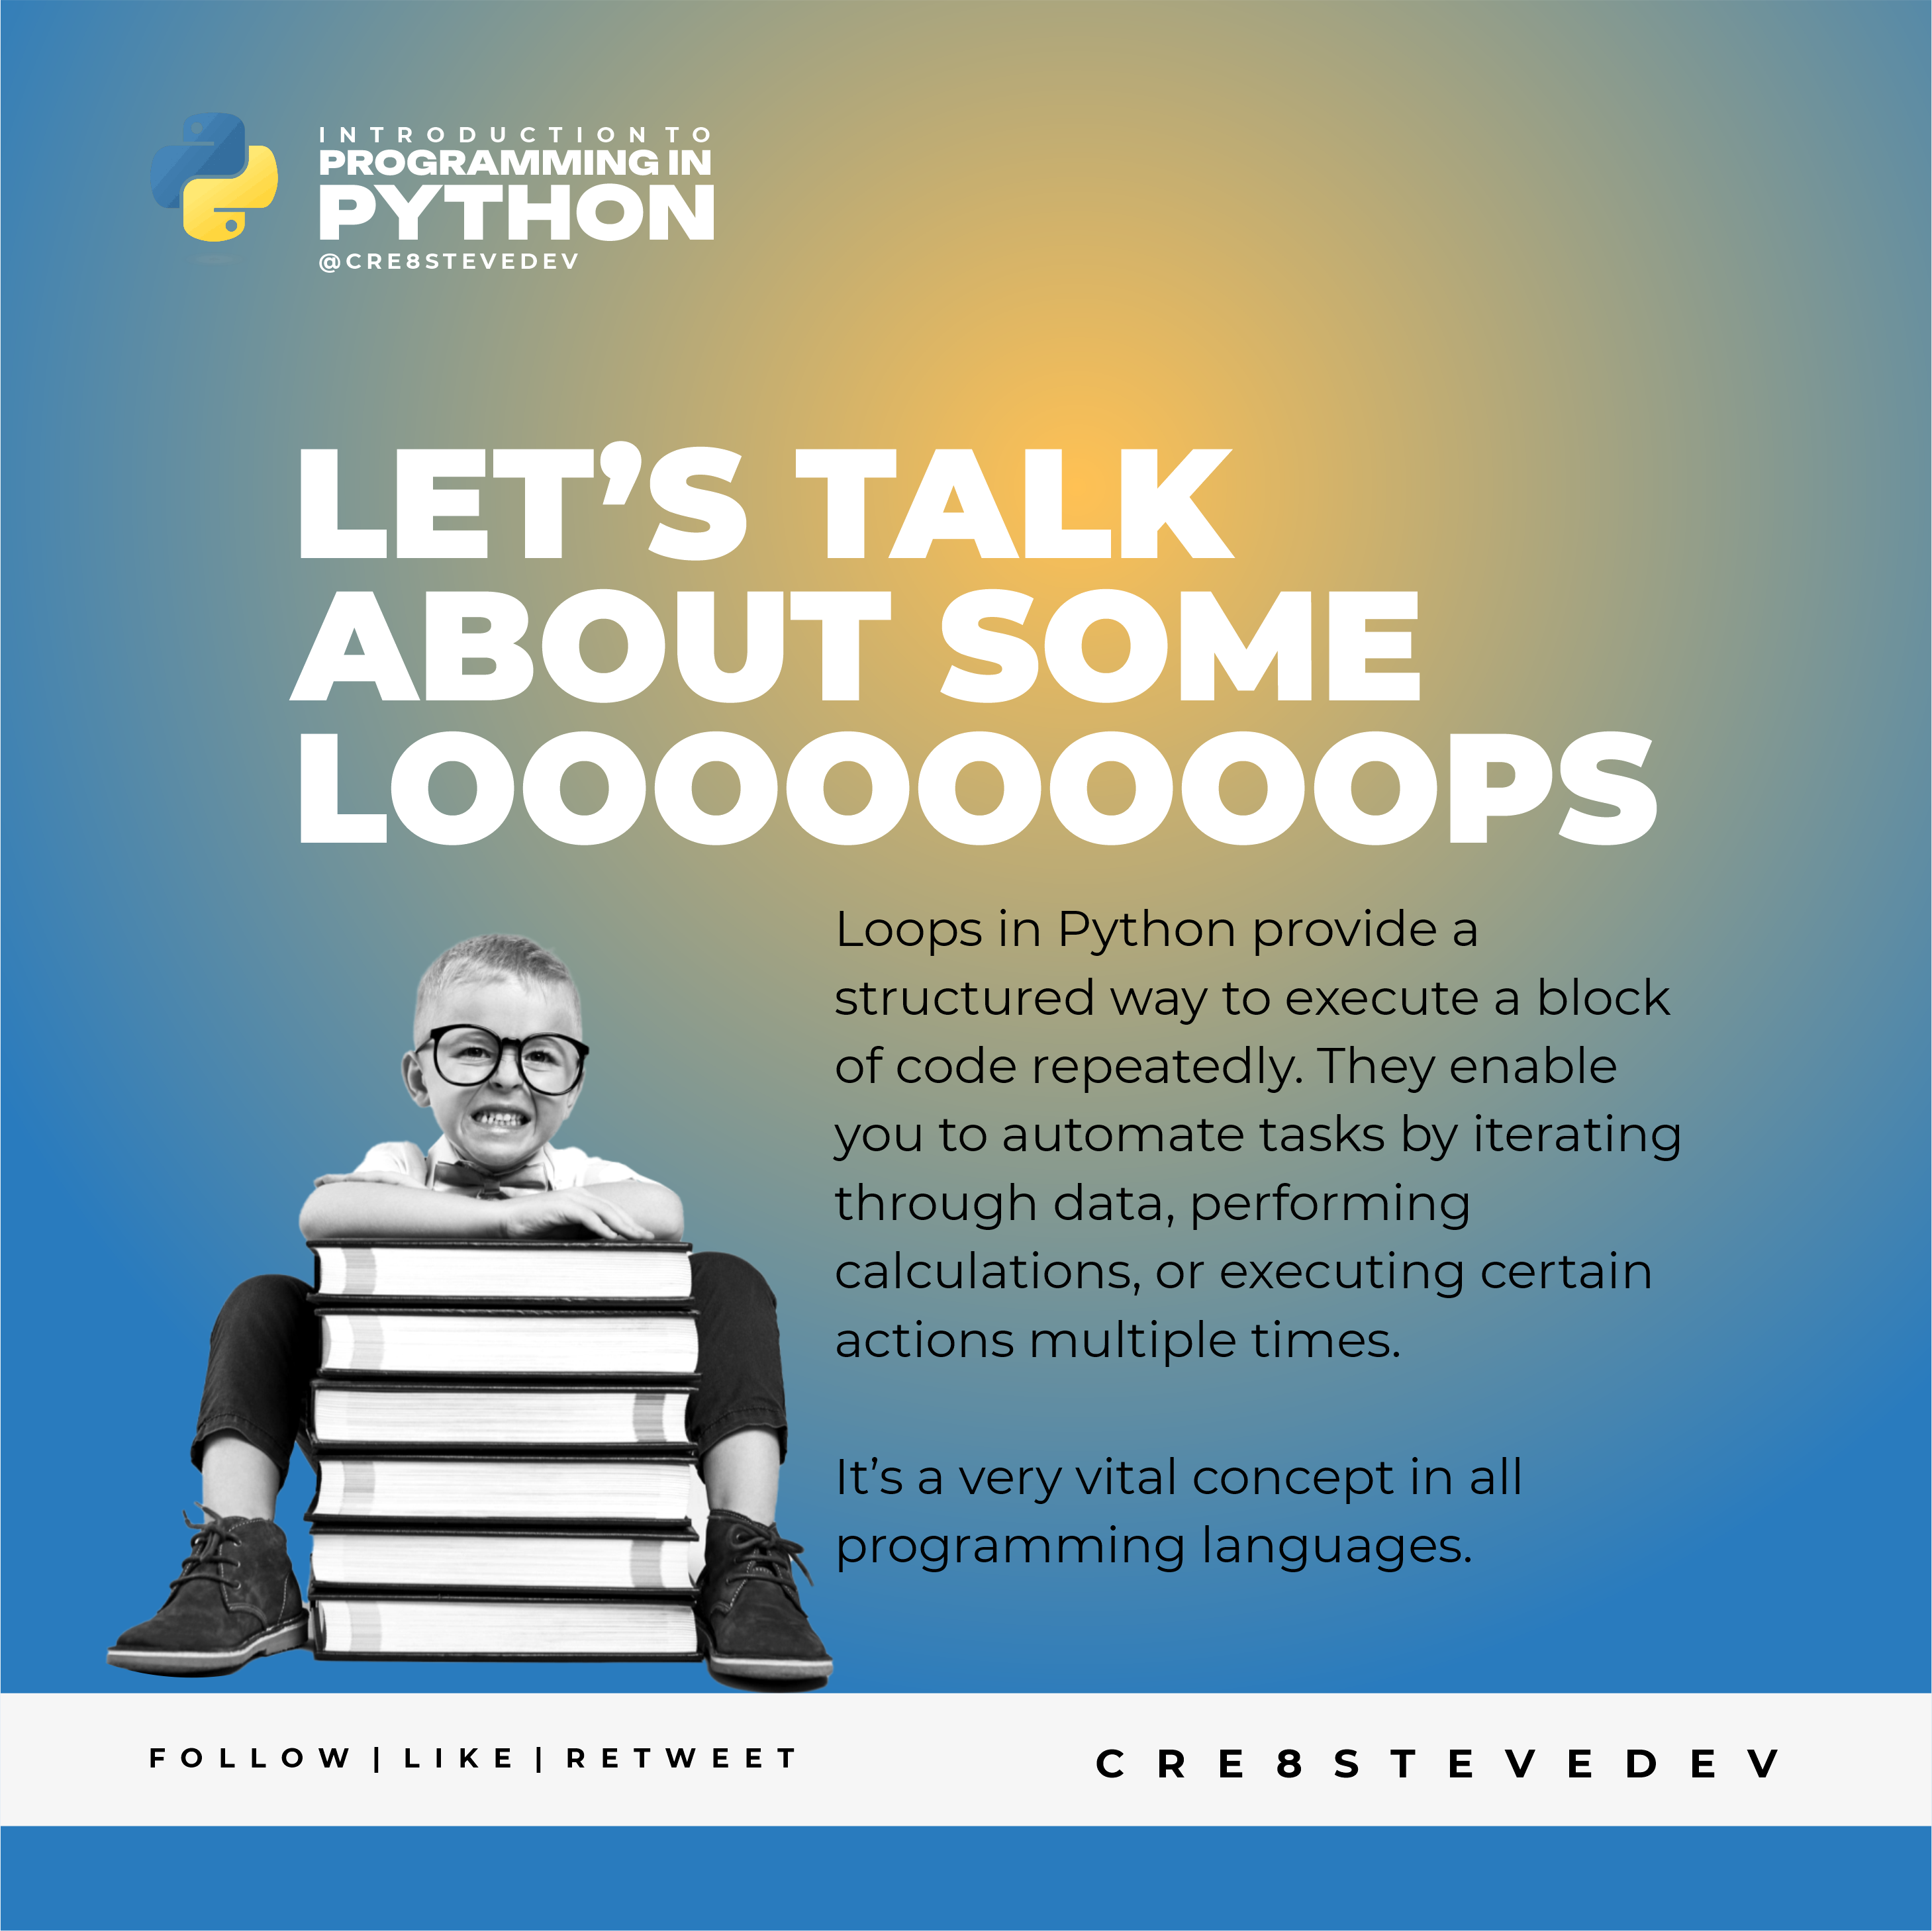 INTRODUCTION TO
PROGRAMMING IN
PYTHON
@CRE8STEVEDEV
LET’S TALK
ABOUT SOME
LOOOOOOOOPS
Loops in Python provide a
structured way to execute a block
of code repeatedly. They enable
you to automate tasks by iterating
through data, performing
calculations, or executing certain
actions multiple times.
It’s a very vital concept in all
programming languages.
FOLLOW | LIKE | RETWEET
CRE8STEVEDEV